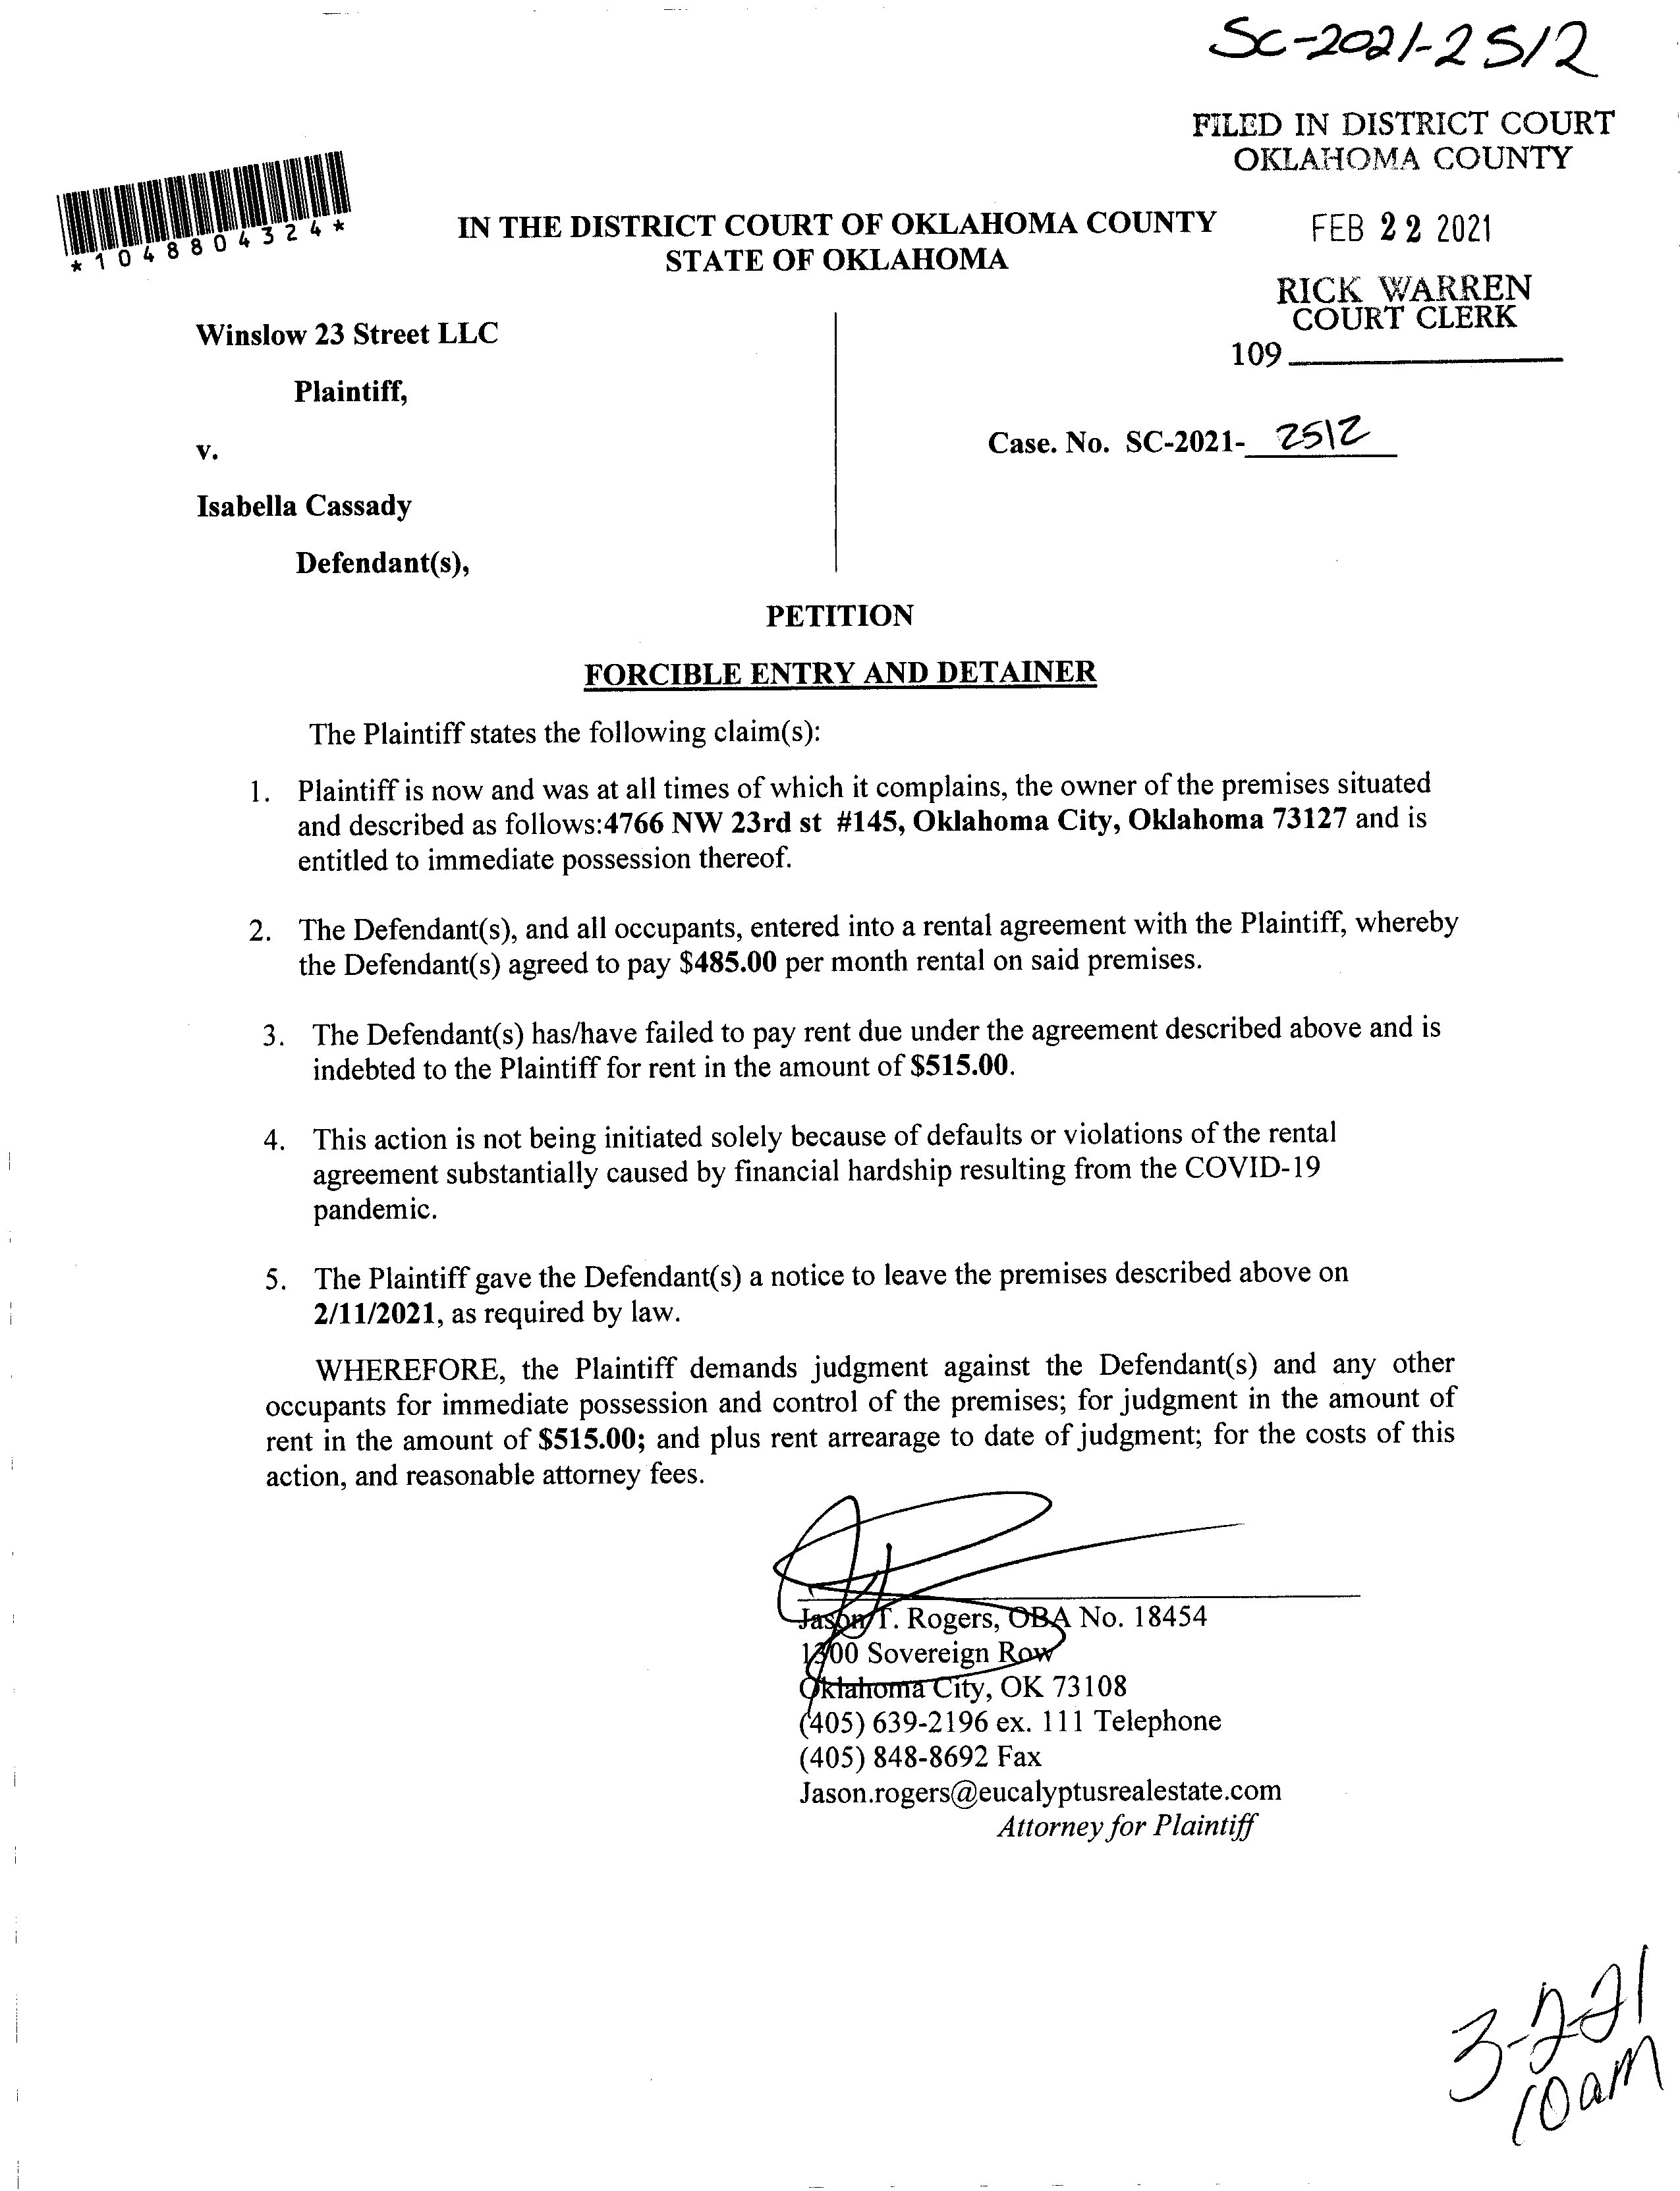 SC-2021-2512
FILED IN DISTRICT COURT
OKLAHOMA COUNTY
FEB 22 2021
RICK WARREN
COURT CLERK
109
*1048804324*
IN THE DISTRICT COURT OF OKLAHOMA COUNTY
STATE OF OKLAHOMA
Winslow 23 Street LLC
Plaintiff,
v.
Case. No. SC-2021- 2512
Isabella Cassady
Defendant(s),
PETITION
FORCIBLE ENTRY AND DETAINER
The Plaintiff states the following claim(s):
1. Plaintiff is now and was at all times of which it complains, the owner of the premises situated
and described as follows:4766 NW 23rd st #145, Oklahoma City, Oklahoma 73127 and is
entitled to immediate possession thereof.
2. The Defendant(s), and all occupants, entered into a rental agreement with the Plaintiff, whereby
the Defendant(s) agreed to pay $485.00 per month rental on said premises.
3. The Defendant(s) has/have failed to pay rent due under the agreement described above and is
indebted to the Plaintiff for rent in the amount of $515.00.
4. This action is not being initiated solely because of defaults or violations of the rental
agreement substantially caused by financial hardship resulting from the COVID-19
pandemic.
5. The Plaintiff gave the Defendant(s) a notice to leave the premises described above on
2/11/2021, as required by law.
WHEREFORE, the Plaintiff demands judgment against the Defendant(s) and any other
occupants for immediate possession and control of the premises; for judgment in the amount of
rent in the amount of $515.00; and plus rent arrearage to date of judgment; for the costs of this
action, and reasonable attorney fees.
Jason T. Rogers, OBA No. 18454
1300 Sovereign Row
Oklahoma City, OK 73108
(405) 639-2196 ex. 111 Telephone
(405) 848-8692 Fax
Jason.rogers@eucalyptusrealestate.com
Attorney for Plaintiff
3-2-21
10am